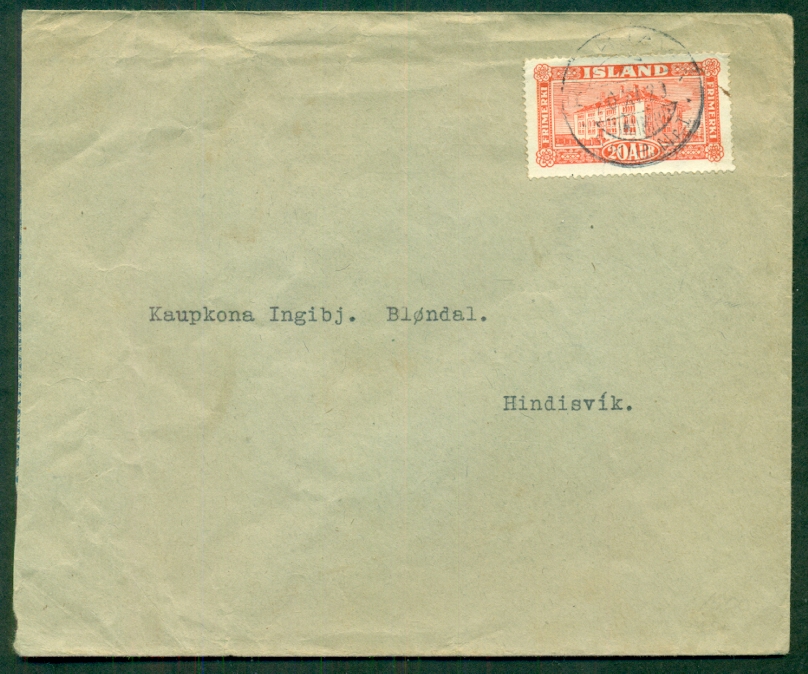 ISLAND
FRIMERKI
FRIMERKI
20 AUR
Kaupkona Ingibj. Bløndal.
Hindisvík.